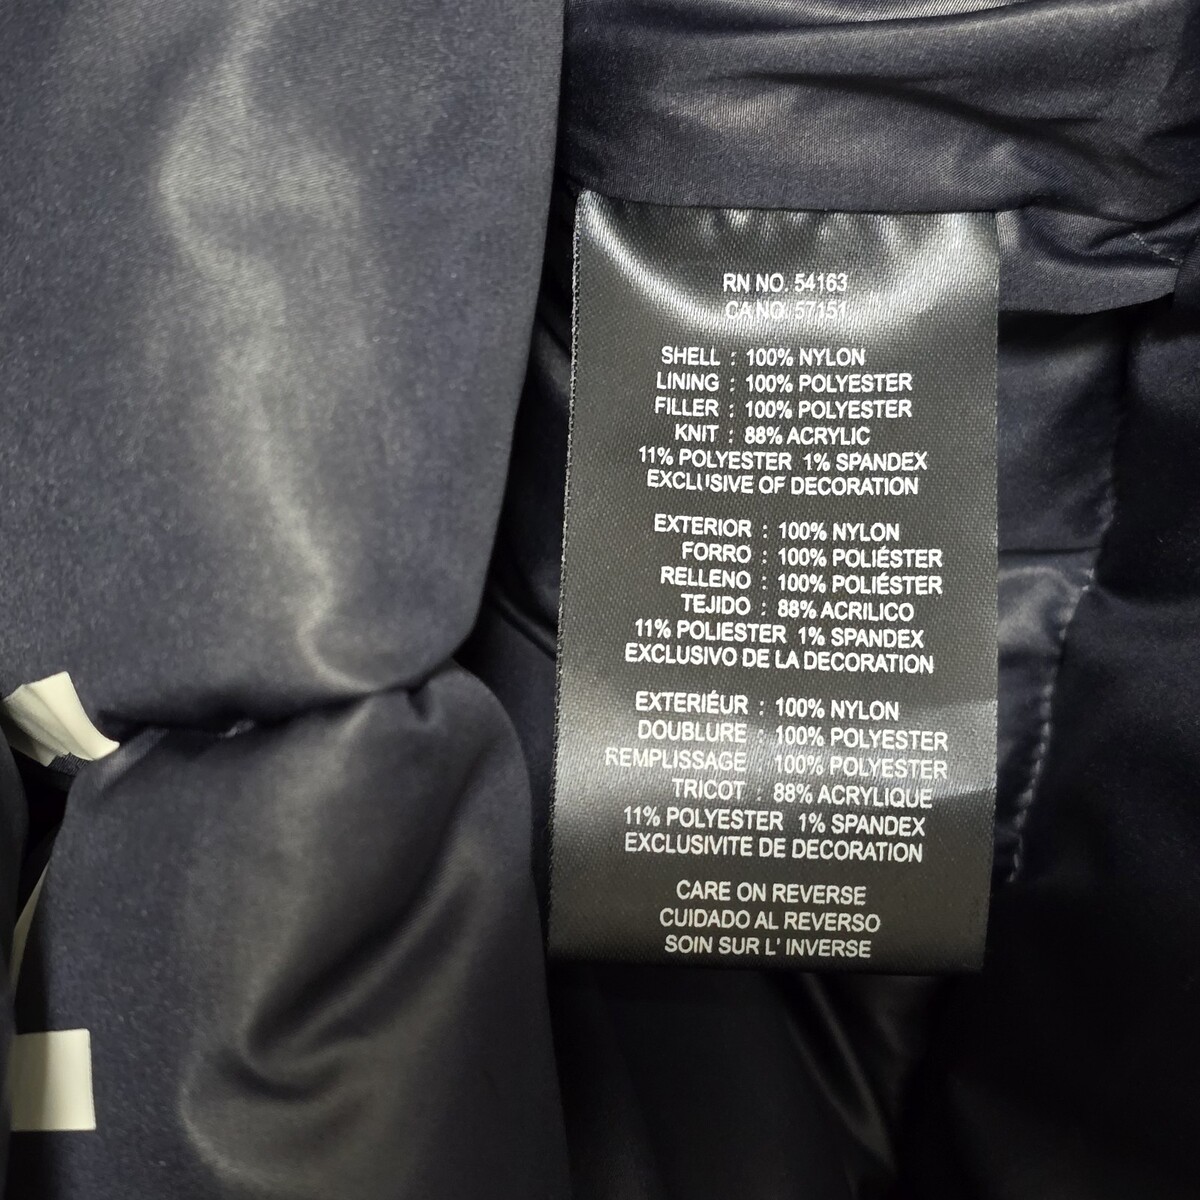 RN NO. 54163
CA NO. 57151
SHELL : 100% NYLON
LINING : 100% POLYESTER
FILLER : 100% POLYESTER
KNIT : 88% ACRYLIC
11% POLYESTER 1% SPANDEX
EXCLUSIVE OF DECORATION
EXTERIOR : 100% NYLON
FORRO : 100% POLIÉSTER
RELLENO : 100% POLIÉSTER
TEJIDO : 88% ACRILICO
11% POLIESTER 1% SPANDEX
EXCLUSIVO DE LA DECORATION
EXTERIÉUR : 100% NYLON
DOUBLURE : 100% POLYESTER
REMPLISSAGE : 100% POLYESTER
TRICOT : 88% ACRYLIQUE
11% POLYESTER 1% SPANDEX
EXCLUSIVITE DE DECORATION
CARE ON REVERSE
CUIDADO AL REVERSO
SOIN SUR L' INVERSE